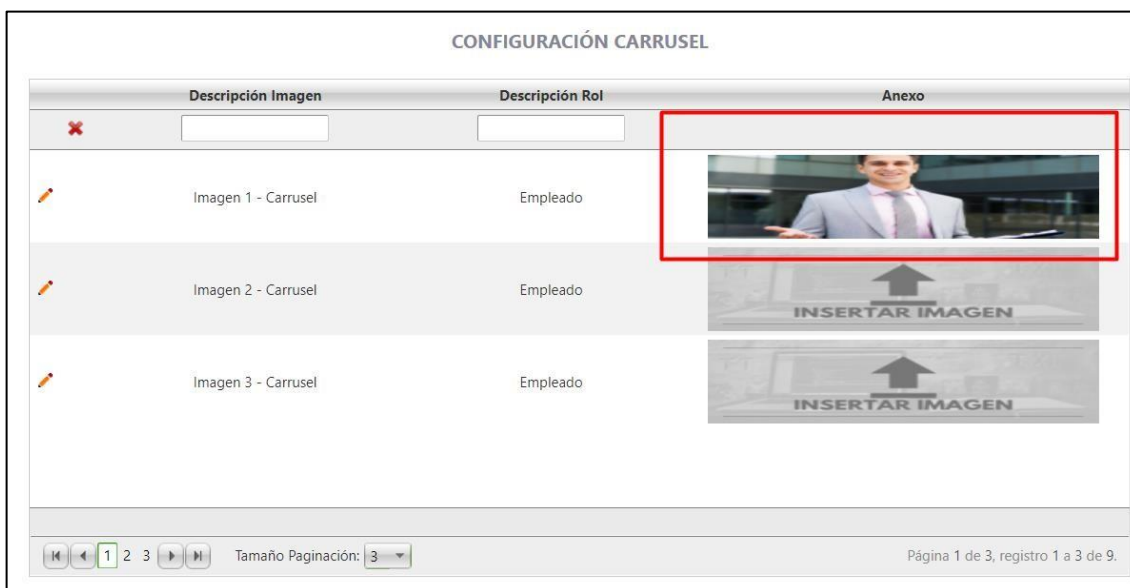 CONFIGURACIÓN CARRUSEL
Descripción Imagen Descripción Rol Anexo
Imagen 1 - Carrusel Empleado
Imagen 2 - Carrusel Empleado
INSERTAR IMAGEN
Imagen 3 - Carrusel Empleado
INSERTAR IMAGEN
1 2 3 Tamaño Paginación: 3 Página 1 de 3, registro 1 a 3 de 9.